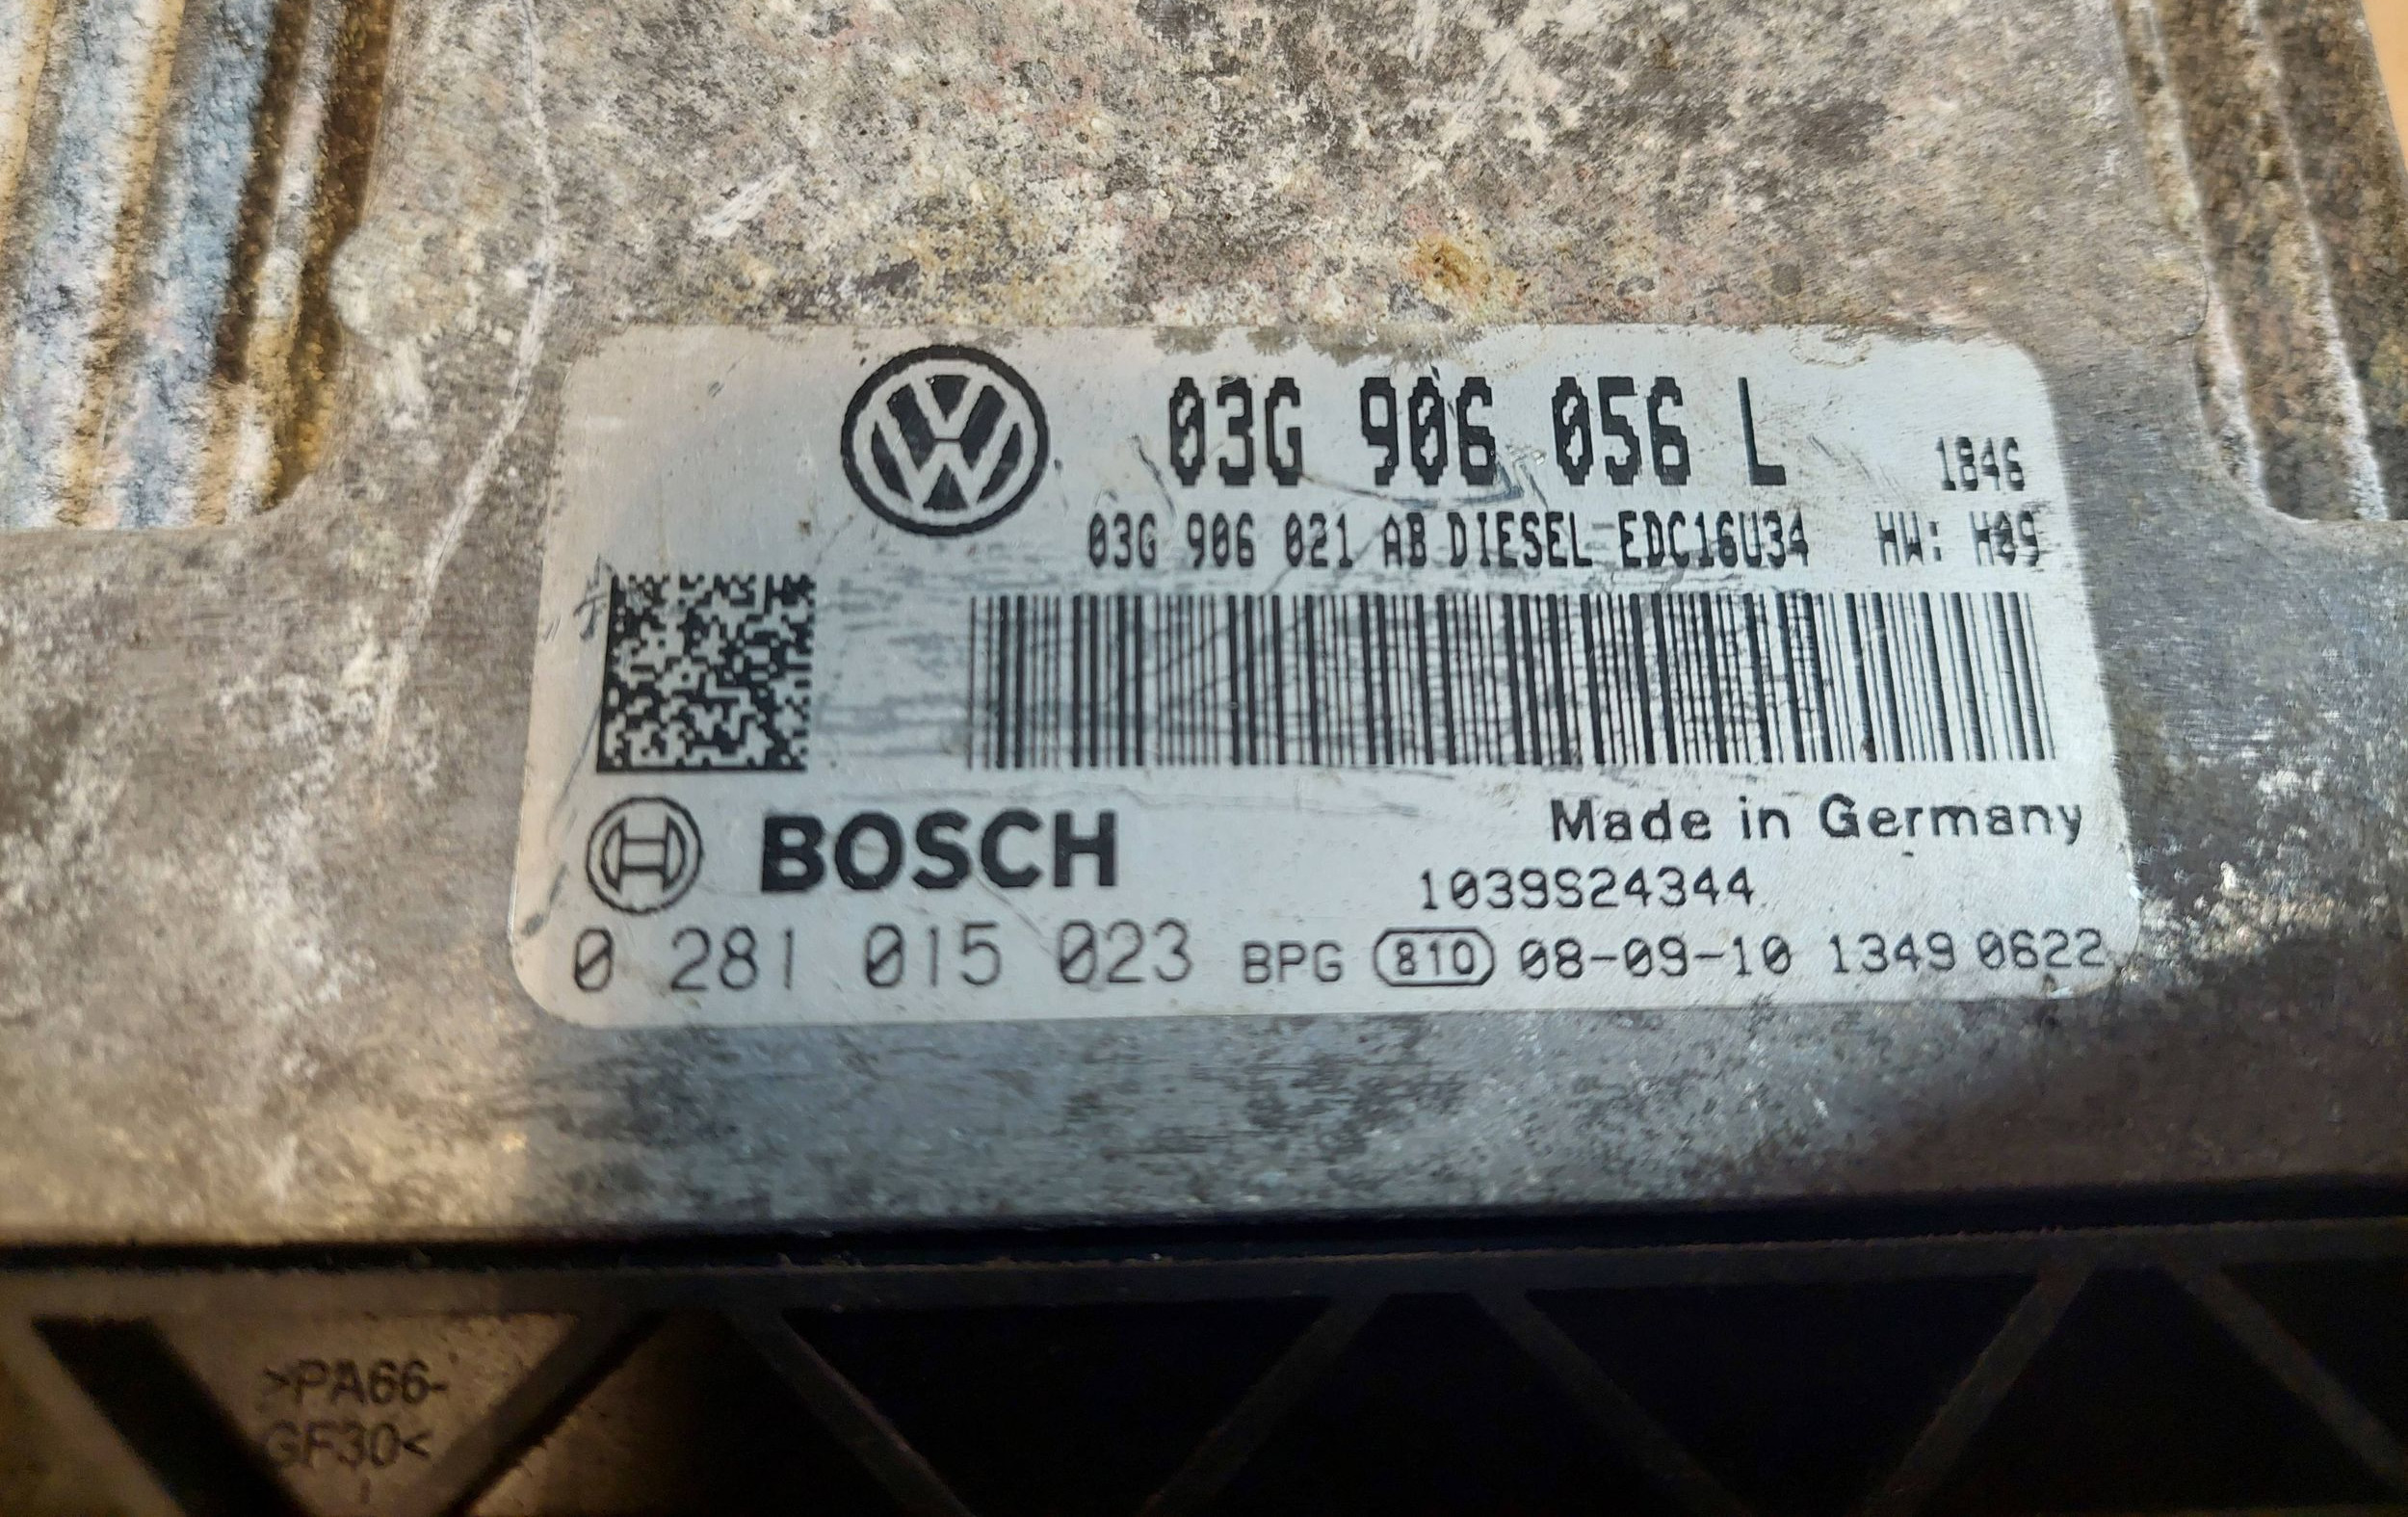 03G 906 056 L 1846
03G 906 021 AB DIESEL EDC16U34 HW: H09
BOSCH
Made in Germany
1039S24344
0 281 015 023 BPG 810 08-09-10 1349 0622
>PA66-
GF30<